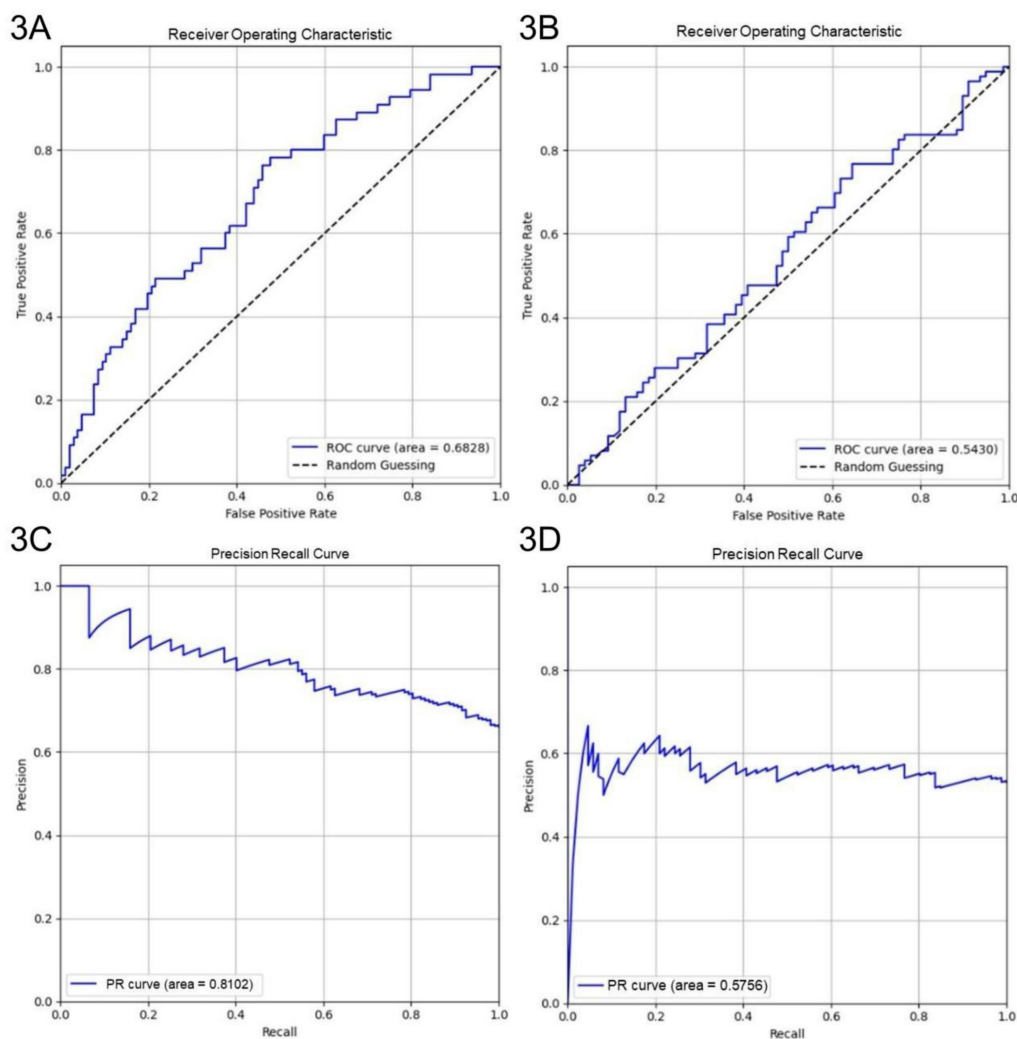 3A
Receiver Operating Characteristic
True Positive Rate
1.0
0.8
0.6
0.4
0.2
0.0
ROC curve (area = 0.6828)
Random Guessing
0.0 0.2 0.4 0.6 0.8 1.0
False Positive Rate
3B
Receiver Operating Characteristic
True Positive Rate
1.0
0.8
0.6
0.4
0.2
0.0
ROC curve (area = 0.5430)
Random Guessing
0.0 0.2 0.4 0.6 0.8 1.0
False Positive Rate
3C
Precision Recall Curve
Precision
1.0
0.8
0.6
0.4
0.2
0.0
PR curve (area = 0.8102)
0.0 0.2 0.4 0.6 0.8 1.0
Recall
3D
Precision Recall Curve
Precision
1.0
0.8
0.6
0.4
0.2
0.0
PR curve (area = 0.5756)
0.0 0.2 0.4 0.6 0.8 1.0
Recall